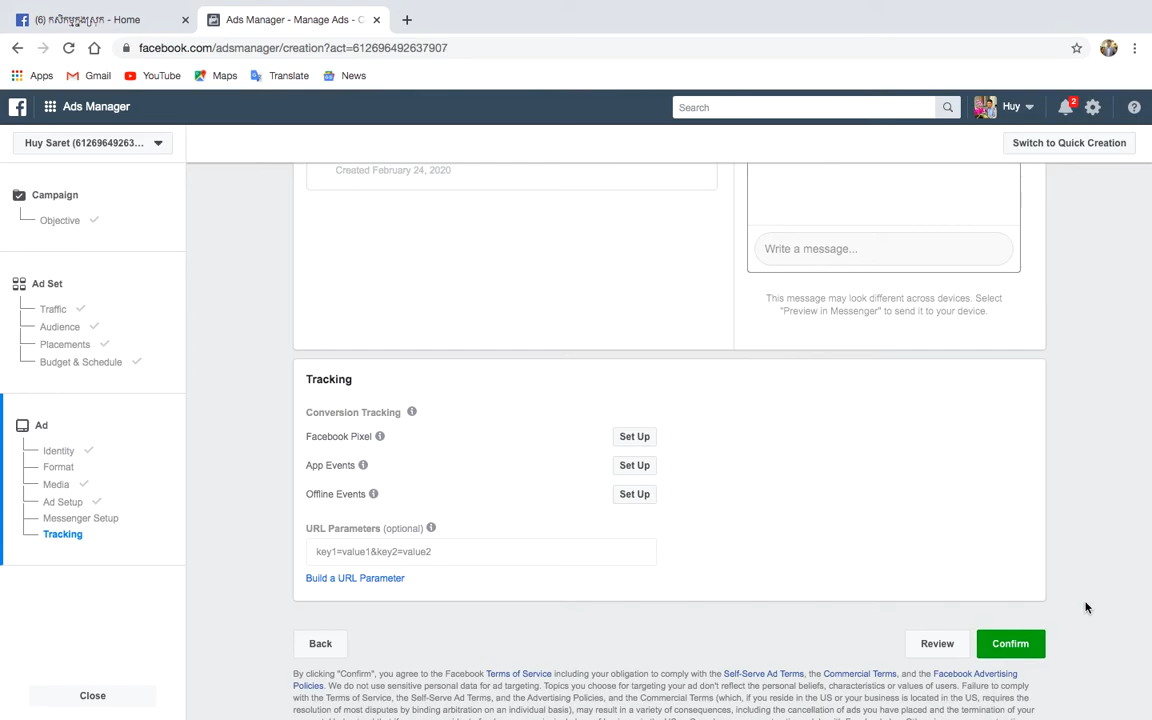 (6) កសិកម្មក្នុងស្រុក - Home
Ads Manager - Manage Ads - C
facebook.com/adsmanager/creation?act=612696492637907
Apps
Gmail
YouTube
Maps
Translate
News
Ads Manager
Search
Huy
2
Huy Saret (61269649263...
Switch to Quick Creation
Campaign
Objective
Ad Set
Traffic
Audience
Placements
Budget & Schedule
Ad
Identity
Format
Media
Ad Setup
Messenger Setup
Tracking
Close
Created February 24, 2020
Write a message...
This message may look different across devices. Select
"Preview in Messenger" to send it to your device.
Tracking
Conversion Tracking
Facebook Pixel
Set Up
App Events
Set Up
Offline Events
Set Up
URL Parameters (optional)
key1=value1&key2=value2
Build a URL Parameter
Back
Review
Confirm
By clicking "Confirm", you agree to the Facebook Terms of Service including your obligation to comply with the Self-Serve Ad Terms, the Commercial Terms, and the Facebook Advertising
Policies. We do not use sensitive personal data for ad targeting. Topics you choose for targeting your ad don't reflect the personal beliefs, characteristics or values of users. Failure to comply
with the Terms of Service, the Self-Serve Ad Terms, and the Advertising Policies, and the Commercial Terms (which, if you reside in the US or your business is located in the US, requires the
resolution of most disputes by binding arbitration on an individual basis), may result in a variety of consequences, including the cancellation of ads you have placed and the termination of your